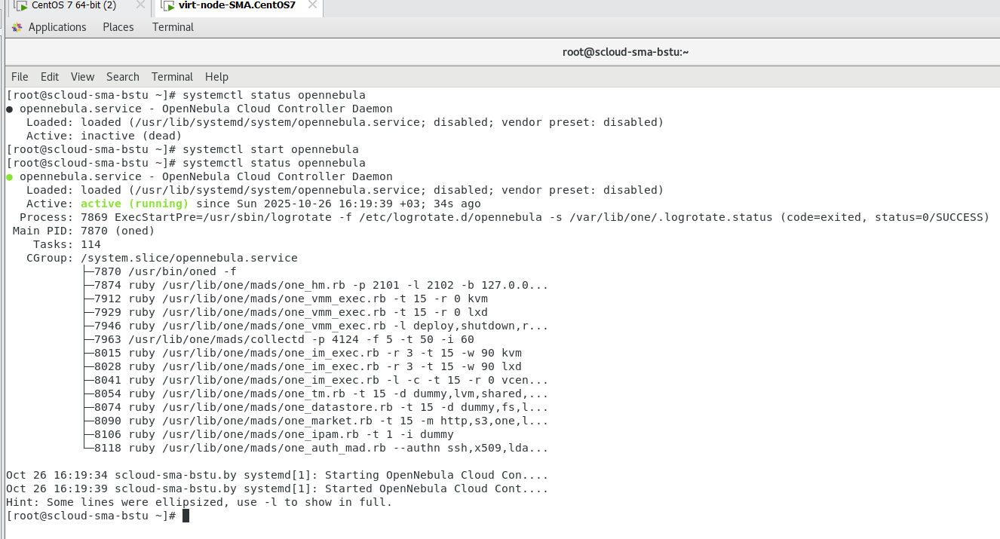 CentOS 7 64-bit (2)
virt-node-SMA.CentOS7
Applications Places Terminal
root@scloud-sma-bstu:~
File Edit View Search Terminal Help
[root@scloud-sma-bstu ~]# systemctl status opennebula
● opennebula.service - OpenNebula Cloud Controller Daemon
   Loaded: loaded (/usr/lib/systemd/system/opennebula.service; disabled; vendor preset: disabled)
   Active: inactive (dead)
[root@scloud-sma-bstu ~]# systemctl start opennebula
[root@scloud-sma-bstu ~]# systemctl status opennebula
● opennebula.service - OpenNebula Cloud Controller Daemon
   Loaded: loaded (/usr/lib/systemd/system/opennebula.service; disabled; vendor preset: disabled)
   Active: active (running) since Sun 2025-10-26 16:19:39 +03; 34s ago
  Process: 7869 ExecStartPre=/usr/sbin/logrotate -f /etc/logrotate.d/opennebula -s /var/lib/one/.logrotate.status (code=exited, status=0/SUCCESS)
 Main PID: 7870 (oned)
    Tasks: 114
   CGroup: /system.slice/opennebula.service
           ├─7870 /usr/bin/oned -f
           ├─7874 ruby /usr/lib/one/mads/one_hm.rb -p 2101 -l 2102 -b 127.0.0...
           ├─7912 ruby /usr/lib/one/mads/one_vmm_exec.rb -t 15 -r 0 kvm
           ├─7929 ruby /usr/lib/one/mads/one_vmm_exec.rb -t 15 -r 0 lxd
           ├─7946 ruby /usr/lib/one/mads/one_vmm_exec.rb -l deploy,shutdown,r...
           ├─7963 /usr/lib/one/mads/collectd -p 4124 -f 5 -t 50 -i 60
           ├─8015 ruby /usr/lib/one/mads/one_im_exec.rb -r 3 -t 15 -w 90 kvm
           ├─8028 ruby /usr/lib/one/mads/one_im_exec.rb -r 3 -t 15 -w 90 lxd
           ├─8041 ruby /usr/lib/one/mads/one_im_exec.rb -l -c -t 15 -r 0 vcen...
           ├─8054 ruby /usr/lib/one/mads/one_tm.rb -t 15 -d dummy,lvm,shared,...
           ├─8074 ruby /usr/lib/one/mads/one_datastore.rb -t 15 -d dummy,fs,l...
           ├─8090 ruby /usr/lib/one/mads/one_market.rb -t 15 -m http,s3,one,l...
           ├─8106 ruby /usr/lib/one/mads/one_ipam.rb -t 1 -i dummy
           └─8118 ruby /usr/lib/one/mads/one_auth_mad.rb --authn ssh,x509,lda...
Oct 26 16:19:34 scloud-sma-bstu.by systemd[1]: Starting OpenNebula Cloud Con....
Oct 26 16:19:39 scloud-sma-bstu.by systemd[1]: Started OpenNebula Cloud Cont....
Hint: Some lines were ellipsized, use -l to show in full.
[root@scloud-sma-bstu ~]#